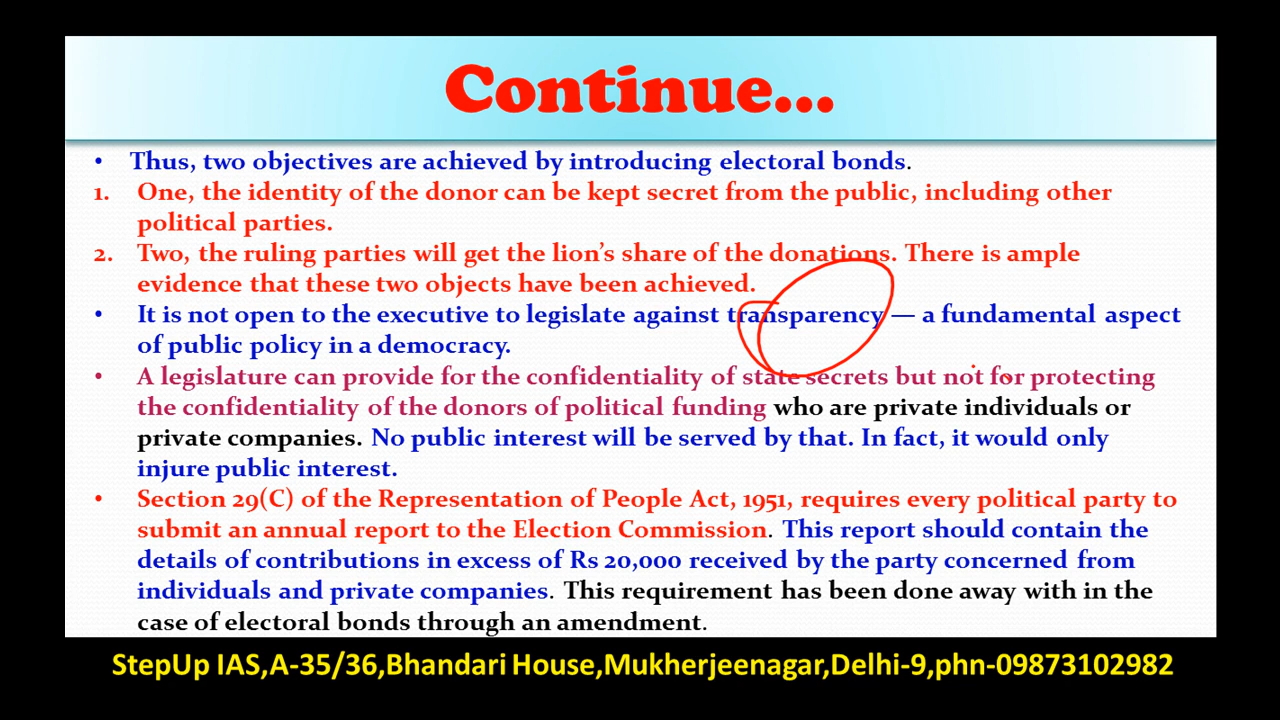 Continue...
• Thus, two objectives are achieved by introducing electoral bonds.
1. One, the identity of the donor can be kept secret from the public, including other
political parties.
2. Two, the ruling parties will get the lion's share of the donations. There is ample
evidence that these two objects have been achieved.
• It is not open to the executive to legislate against transparency — a fundamental aspect
of public policy in a democracy.
• A legislature can provide for the confidentiality of state secrets but not for protecting
the confidentiality of the donors of political funding who are private individuals or
private companies. No public interest will be served by that. In fact, it would only
injure public interest.
• Section 29(C) of the Representation of People Act, 1951, requires every political party to
submit an annual report to the Election Commission. This report should contain the
details of contributions in excess of Rs 20,000 received by the party concerned from
individuals and private companies. This requirement has been done away with in the
case of electoral bonds through an amendment.
StepUp IAS,A-35/36,Bhandari House,Mukherjeenagar,Delhi-9,phn-09873102982